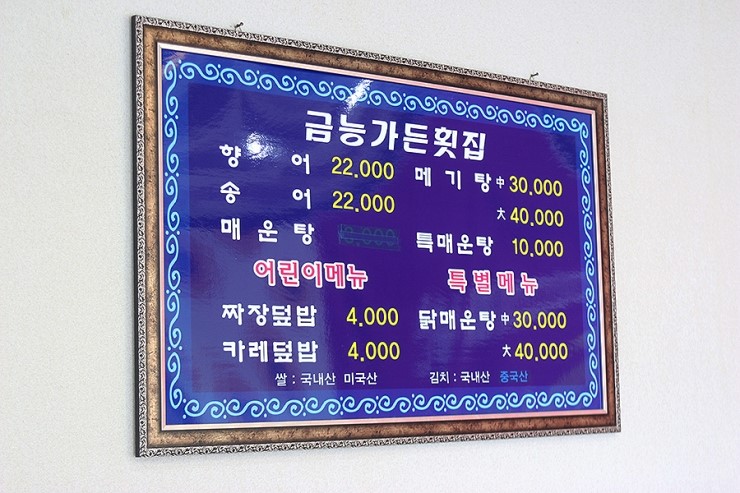 금능가든횟집
향 어 22.000
송 어 22.000
매 운 탕
메 기 탕 中 30.000
大 40.000
특매운탕 10.000
어린이메뉴
짜장덮밥 4.000
카레덮밥 4.000
특별메뉴
닭매운탕 中 30.000
大 40.000
쌀 : 국내산 미국산
김치 : 국내산 중국산